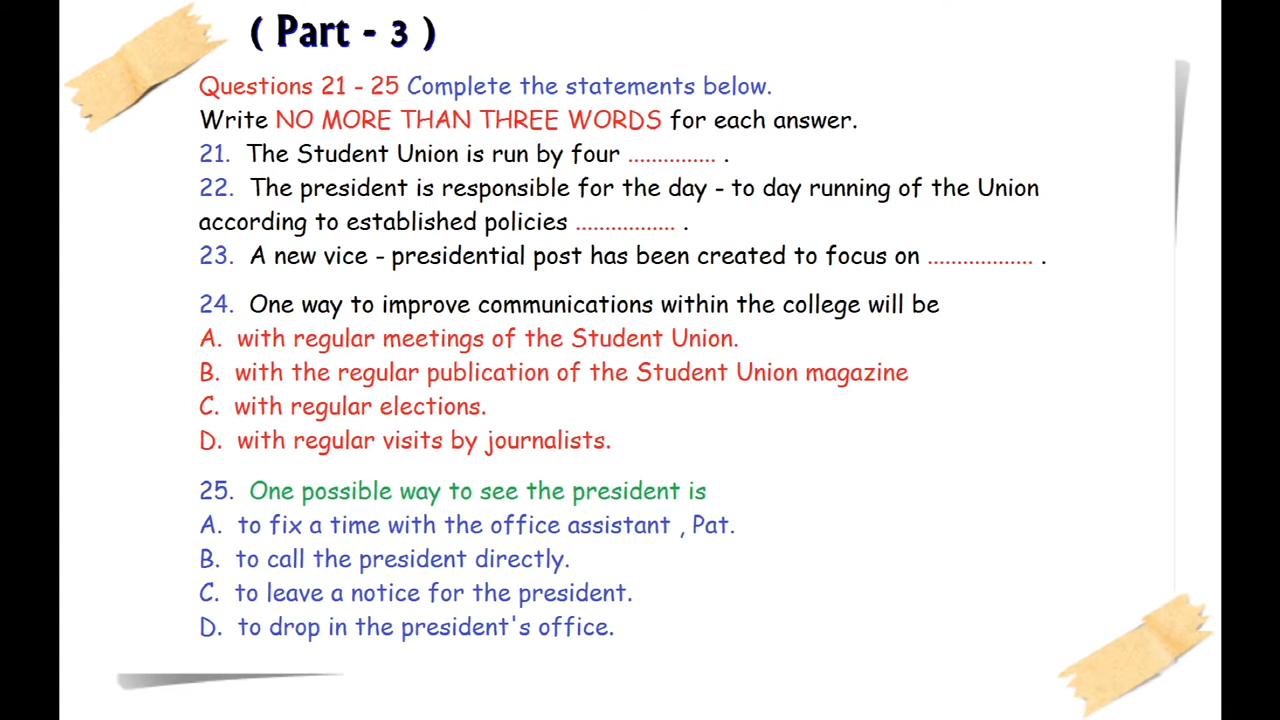 ( Part - 3 )
Questions 21 - 25 Complete the statements below.
Write NO MORE THAN THREE WORDS for each answer.
21. The Student Union is run by four ............... .
22. The president is responsible for the day - to day running of the Union
according to established policies ................. .
23. A new vice - presidential post has been created to focus on .................. .
24. One way to improve communications within the college will be
A. with regular meetings of the Student Union.
B. with the regular publication of the Student Union magazine
C. with regular elections.
D. with regular visits by journalists.
25. One possible way to see the president is
A. to fix a time with the office assistant , Pat.
B. to call the president directly.
C. to leave a notice for the president.
D. to drop in the president's office.